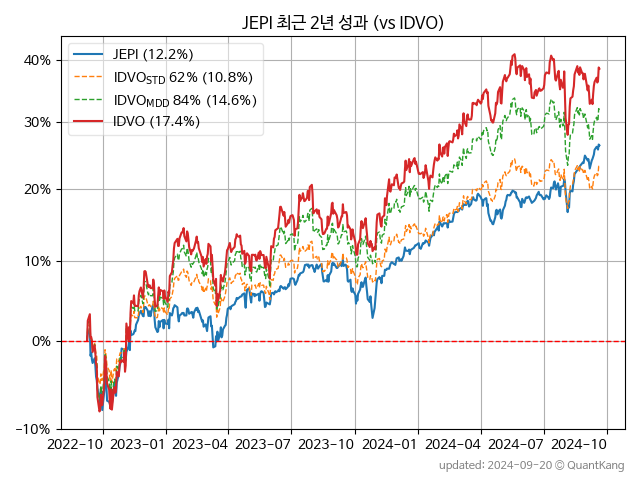 JEPI 최근 2년 성과 (vs IDVO)
JEPI (12.2%)
IDVO_STD 62% (10.8%)
IDVO_MDD 84% (14.6%)
IDVO (17.4%)
40%
30%
20%
10%
0%
−10%
2022-10 2023-01 2023-04 2023-07 2023-10 2024-01 2024-04 2024-07 2024-10
updated: 2024-09-20 © QuantKang